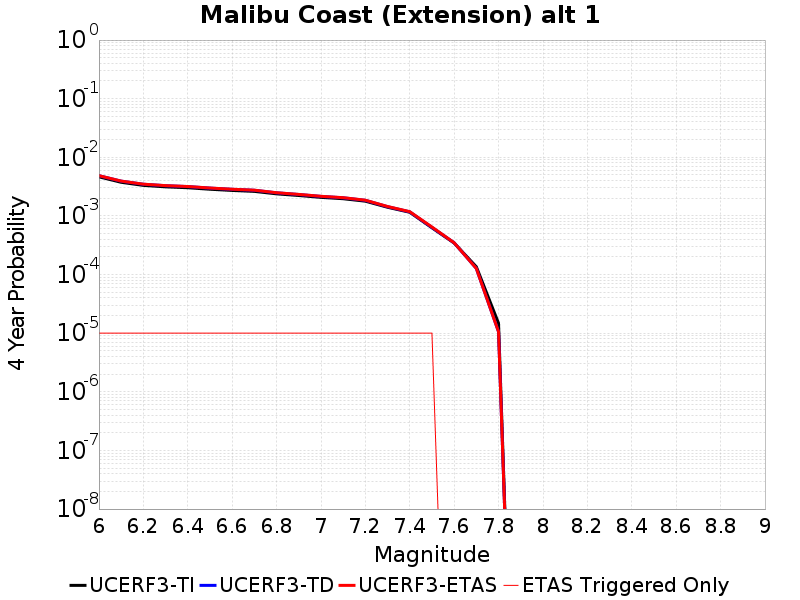 Malibu Coast (Extension) alt 1
10^0
10^-1
10^-2
10^-3
10^-4
10^-5
10^-6
10^-7
10^-8
4 Year Probability
6 6.2 6.4 6.6 6.8 7 7.2 7.4 7.6 7.8 8 8.2 8.4 8.6 8.8 9
Magnitude
UCERF3-TI UCERF3-TD UCERF3-ETAS ETAS Triggered Only